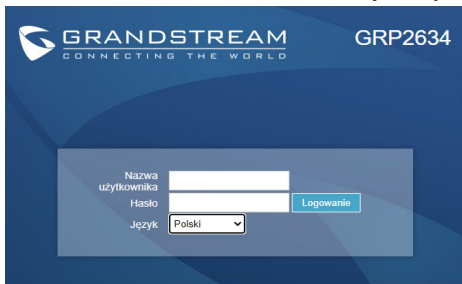 GRANDSTREAM
CONNECTING THE WORLD
GRP2634
Nazwa
użytkownika
Hasło
Logowanie
Język
Polski